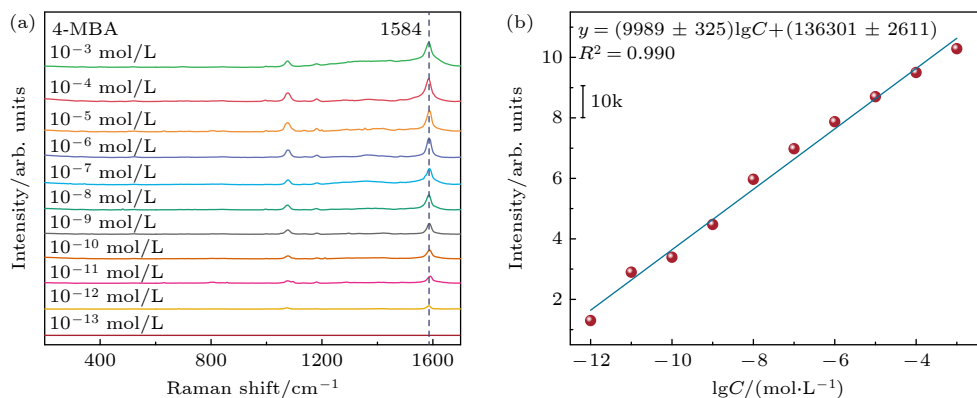 (a)
4-MBA
1584
10⁻³ mol/L
10⁻⁴ mol/L
10⁻⁵ mol/L
10⁻⁶ mol/L
10⁻⁷ mol/L
10⁻⁸ mol/L
10⁻⁹ mol/L
10⁻¹⁰ mol/L
10⁻¹¹ mol/L
10⁻¹² mol/L
10⁻¹³ mol/L
Intensity/arb. units
400 800 1200 1600
Raman shift/cm⁻¹
(b)
y = (9989 ± 325)lgC+(136301 ± 2611)
R² = 0.990
10k
10
8
6
4
2
Intensity/arb. units
−12 −10 −8 −6 −4
lgC/(mol·L⁻¹)